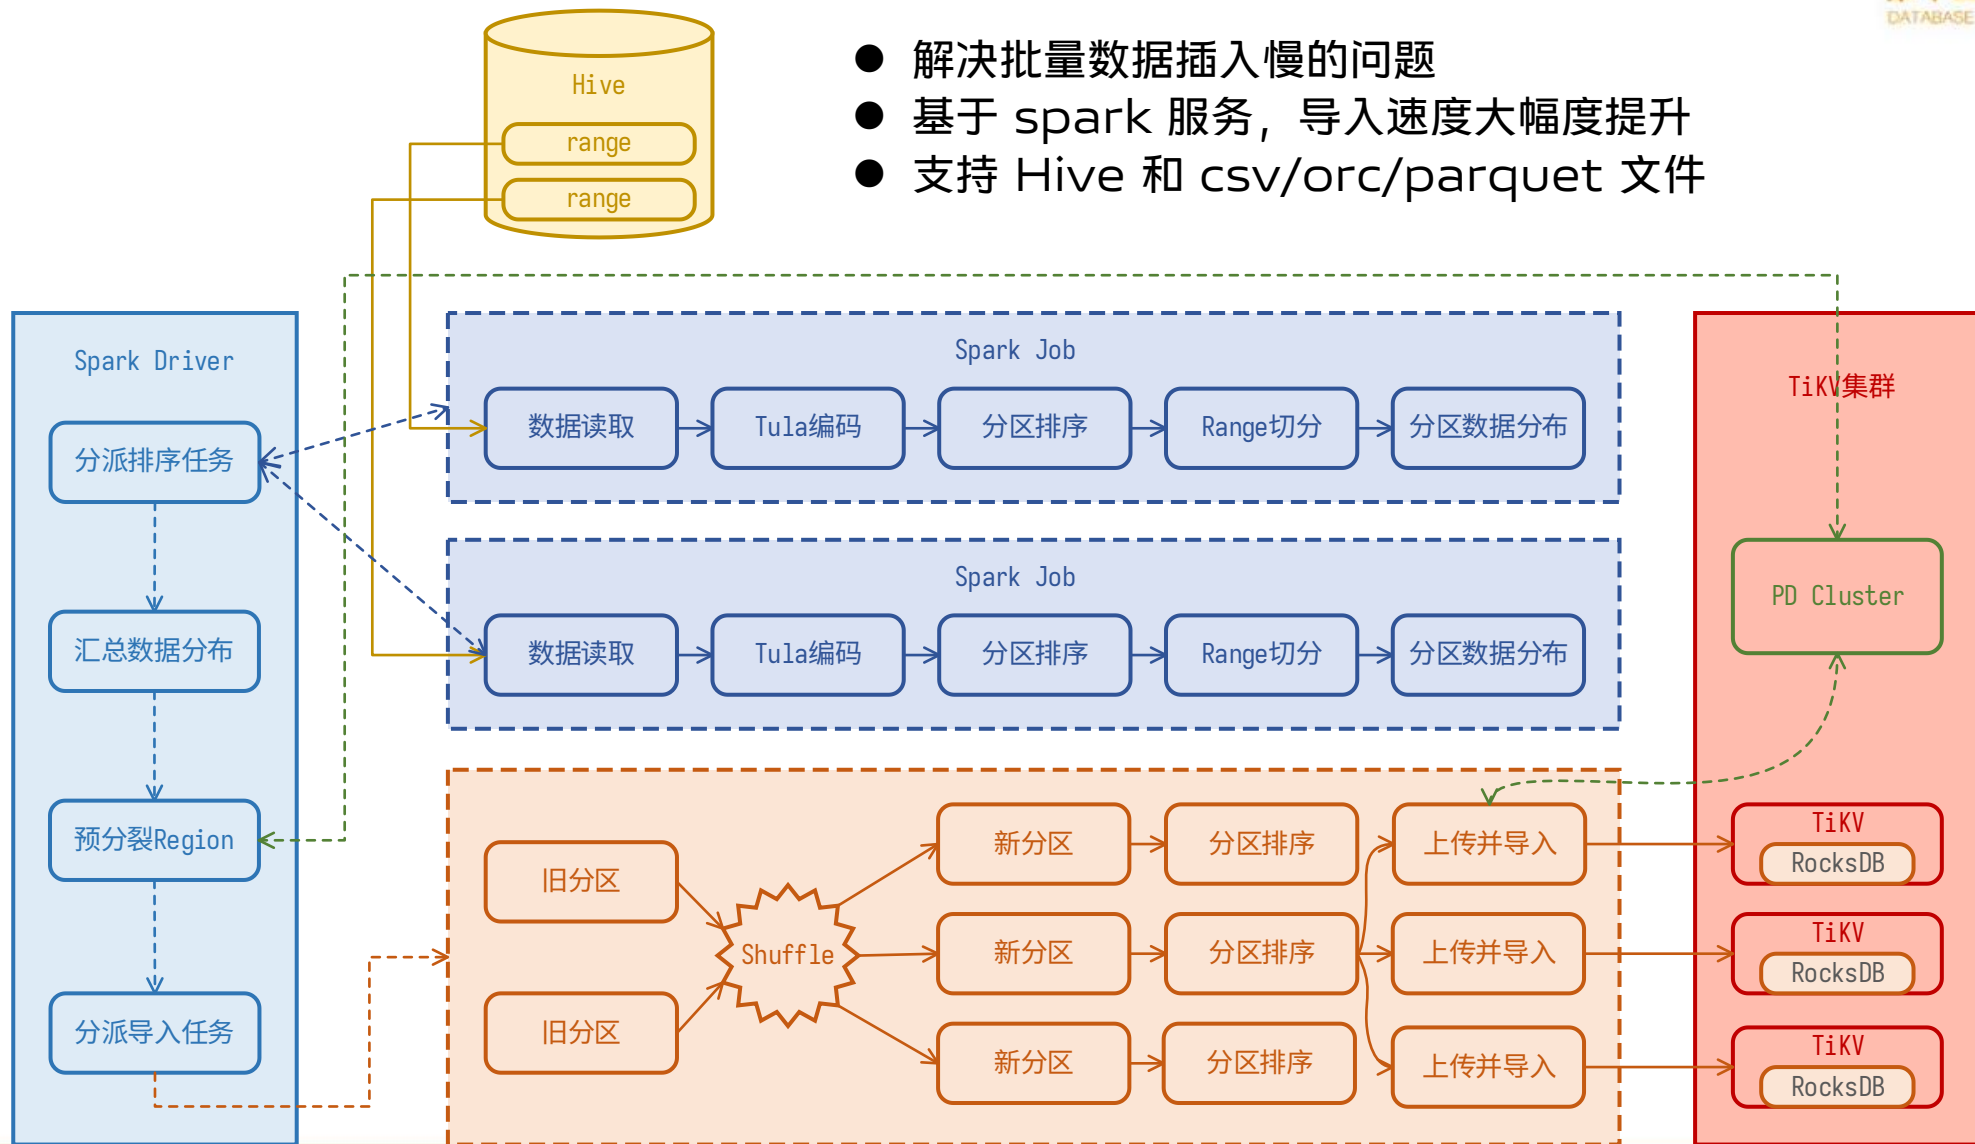 DATABASE
● 解决批量数据插入慢的问题
● 基于 spark 服务，导入速度大幅度提升
● 支持 Hive 和 csv/orc/parquet 文件
Hive
range
range
Spark Driver
分派排序任务
汇总数据分布
预分裂Region
分派导入任务
Spark Job
数据读取
Tula编码
分区排序
Range切分
分区数据分布
Spark Job
数据读取
Tula编码
分区排序
Range切分
分区数据分布
旧分区
旧分区
Shuffle
新分区
分区排序
上传并导入
新分区
分区排序
上传并导入
新分区
分区排序
上传并导入
TiKV集群
PD Cluster
TiKV
RocksDB
TiKV
RocksDB
TiKV
RocksDB